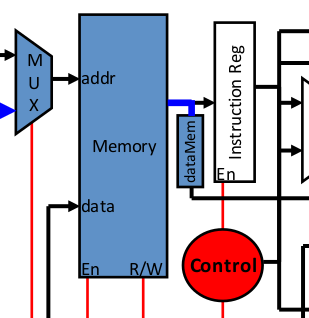 M
U
X
addr
Memory
data
En
R/W
dataMem
Instruction Reg
En
Control